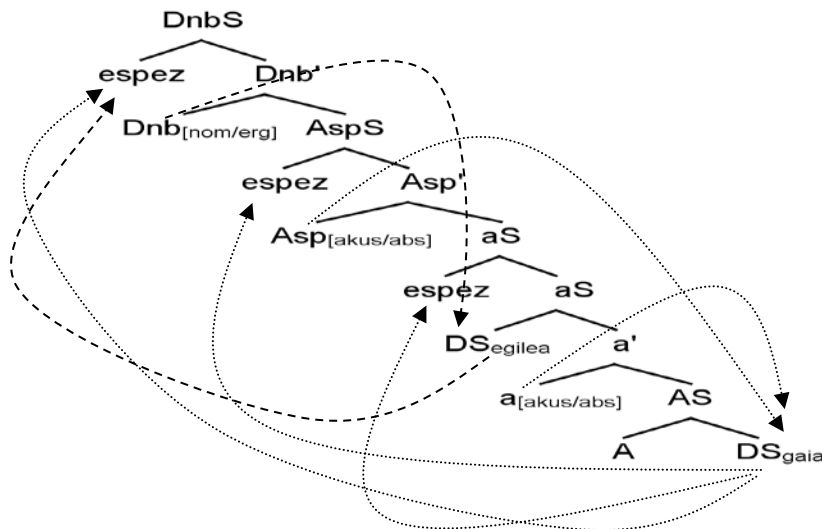 DnbS
espez Dnb'
Dnb[nom/erg] AspS
espez Asp'
Asp[akus/abs] aS
espez aS
DSegilea a'
a[akus/abs] AS
A DSgaia